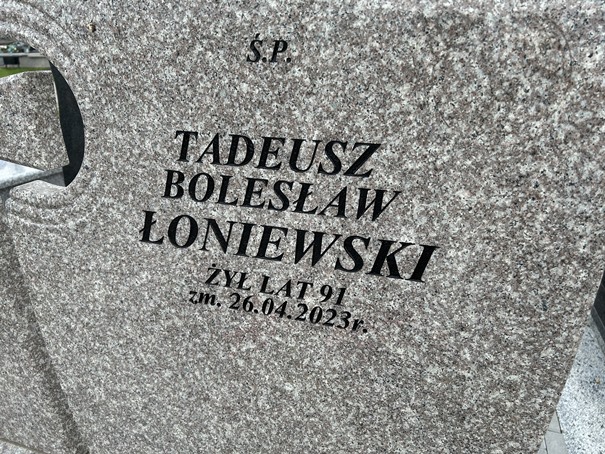 Ś.P.
TADEUSZ
BOLESŁAW
ŁONIEWSKI
ŻYŁ LAT 91
zm. 26.04.2023r.